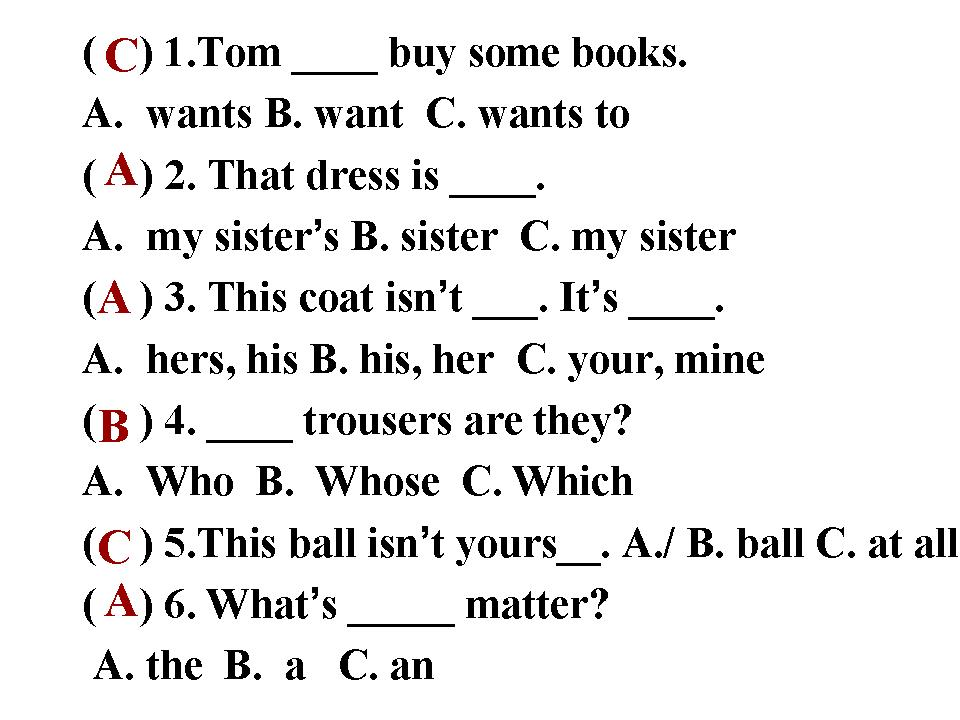 ( C ) 1.Tom ____ buy some books.
A. wants B. want C. wants to
( A ) 2. That dress is ____.
A. my sister’s B. sister C. my sister
( A ) 3. This coat isn’t ___. It’s ____.
A. hers, his B. his, her C. your, mine
( B ) 4. ____ trousers are they?
A. Who B. Whose C. Which
( C ) 5.This ball isn’t yours__. A./ B. ball C. at all
( A ) 6. What’s _____ matter?
A. the B. a C. an